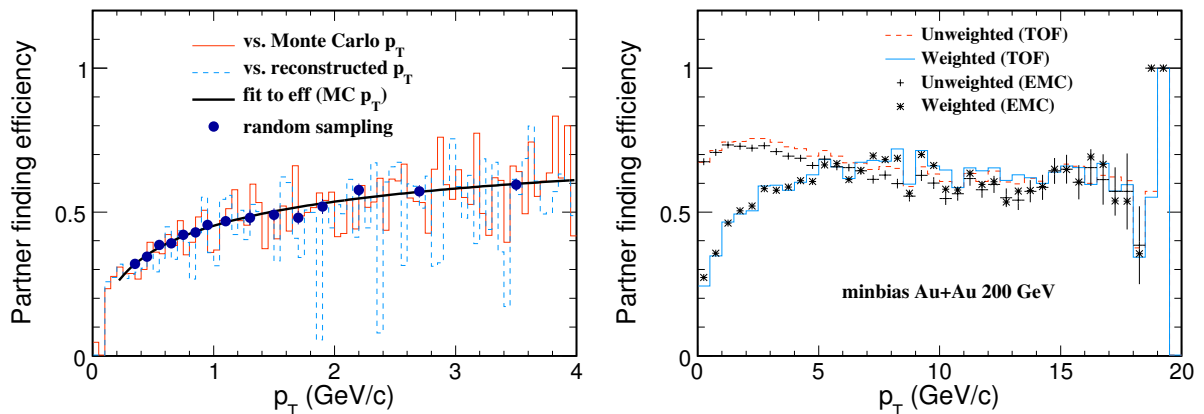 Partner finding efficiency
1
0.5
0
vs. Monte Carlo p_T
vs. reconstructed p_T
fit to eff (MC p_T)
random sampling
0 1 2 3 4
p_T (GeV/c)
Partner finding efficiency
1
0.5
0
Unweighted (TOF)
Weighted (TOF)
Unweighted (EMC)
Weighted (EMC)
minbias Au+Au 200 GeV
0 5 10 15 20
p_T (GeV/c)